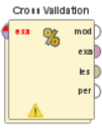 Cross Validation
exa
%
mod
exa
tes
per